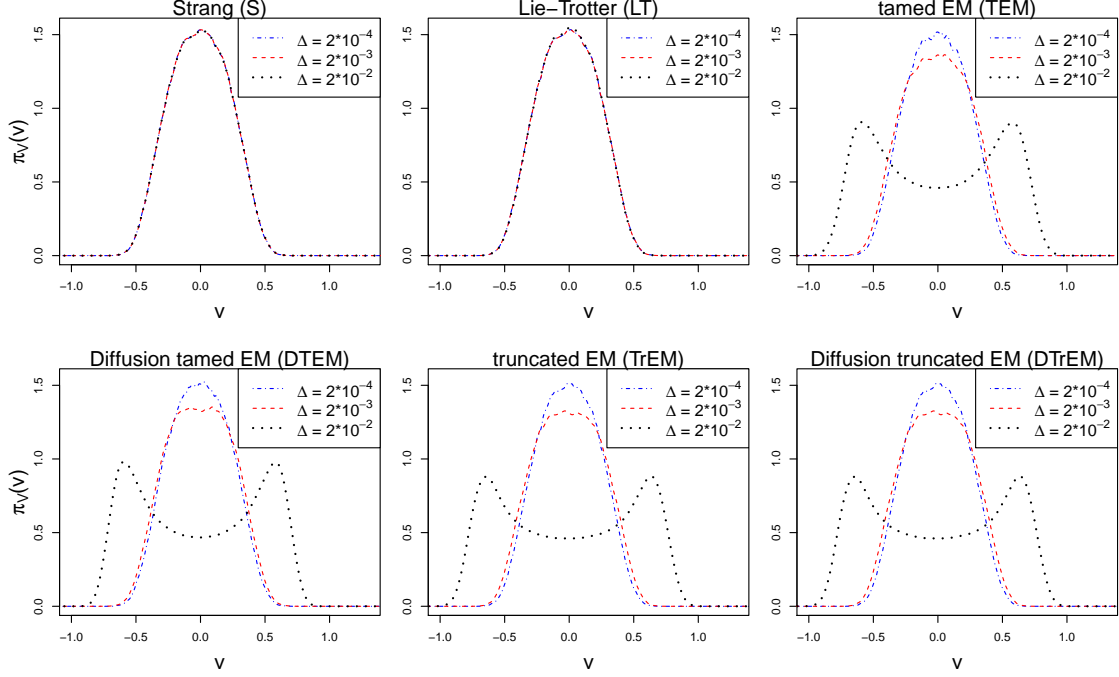 Strang (S)
Lie−Trotter (LT)
tamed EM (TEM)
Δ = 2*10⁻⁴
Δ = 2*10⁻³
Δ = 2*10⁻²
Δ = 2*10⁻⁴
Δ = 2*10⁻³
Δ = 2*10⁻²
Δ = 2*10⁻⁴
Δ = 2*10⁻³
Δ = 2*10⁻²
π_V(v)
0.0 0.5 1.0 1.5
0.0 0.5 1.0 1.5
0.0 0.5 1.0 1.5
−1.0 −0.5 0.0 0.5 1.0
−1.0 −0.5 0.0 0.5 1.0
−1.0 −0.5 0.0 0.5 1.0
v
v
v
Diffusion tamed EM (DTEM)
truncated EM (TrEM)
Diffusion truncated EM (DTrEM)
Δ = 2*10⁻⁴
Δ = 2*10⁻³
Δ = 2*10⁻²
Δ = 2*10⁻⁴
Δ = 2*10⁻³
Δ = 2*10⁻²
Δ = 2*10⁻⁴
Δ = 2*10⁻³
Δ = 2*10⁻²
π_V(v)
0.0 0.5 1.0 1.5
0.0 0.5 1.0 1.5
0.0 0.5 1.0 1.5
−1.0 −0.5 0.0 0.5 1.0
−1.0 −0.5 0.0 0.5 1.0
−1.0 −0.5 0.0 0.5 1.0
v
v
v